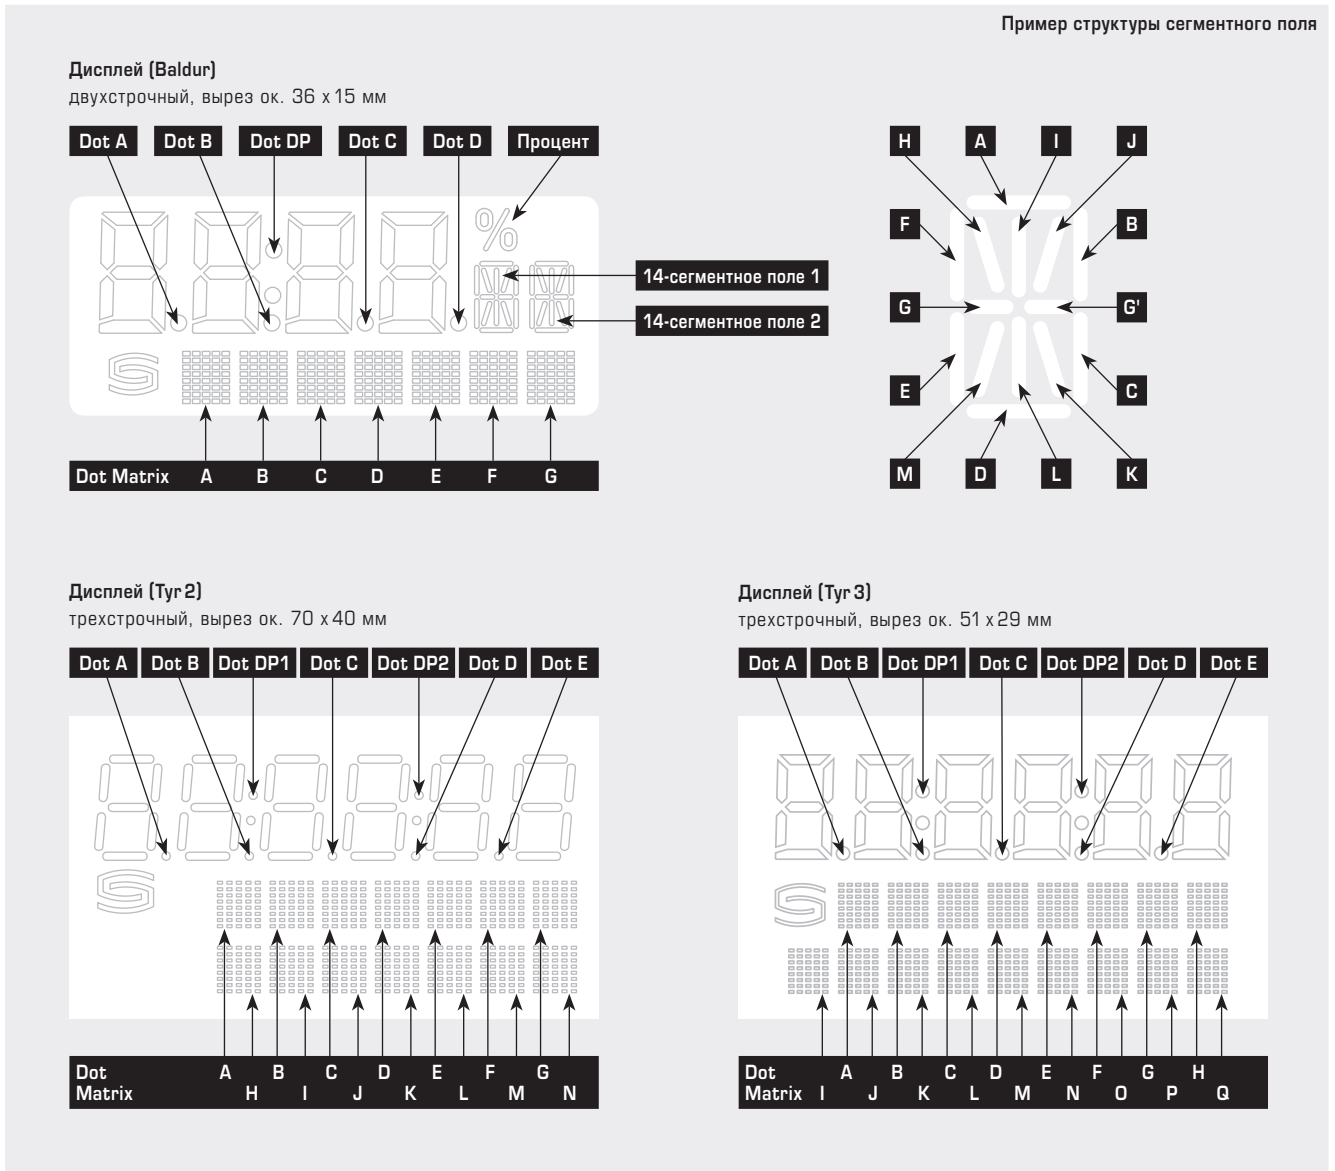 Пример структуры сегментного поля
Дисплей (Baldur)
двухстрочный, вырез ок. 36 x 15 мм
Dot A Dot B Dot DP Dot C Dot D Процент
14-сегментное поле 1
14-сегментное поле 2
Dot Matrix A B C D E F G
H A I J
F B
G G'
E C
M D L K
Дисплей (Tyr 2)
трехстрочный, вырез ок. 70 x 40 мм
Dot A Dot B Dot DP1 Dot C Dot DP2 Dot D Dot E
Dot A B C D E F G
Matrix H I J K L M N
Дисплей (Tyr 3)
трехстрочный, вырез ок. 51 x 29 мм
Dot A Dot B Dot DP1 Dot C Dot DP2 Dot D Dot E
Dot A B C D E F G H
Matrix I J K L M N O P Q
%
S
S
S